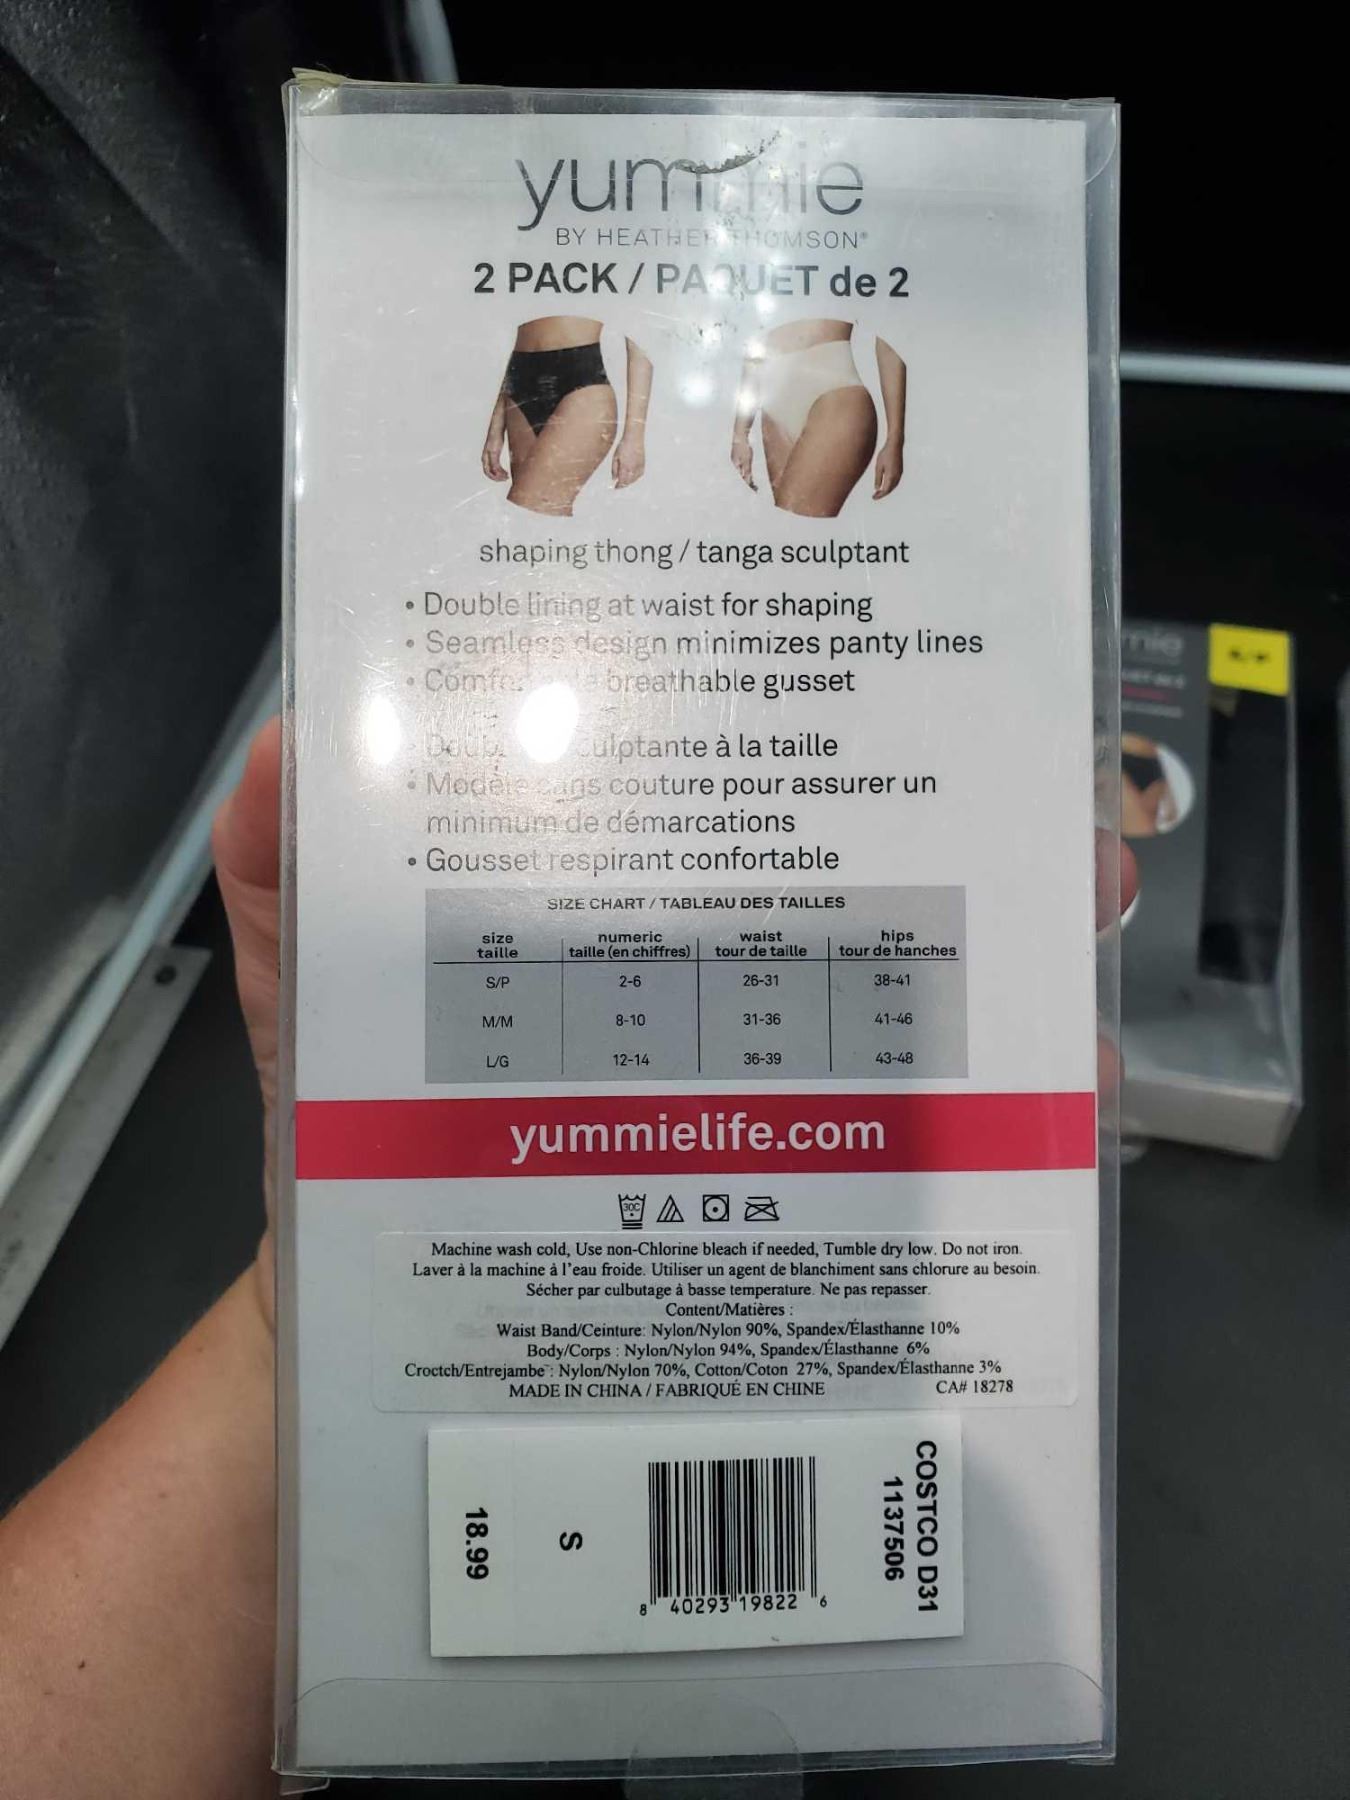 yummie
BY HEATHER THOMSON®
2 PACK / PAQUET de 2
shaping thong / tanga sculptant
• Double lining at waist for shaping
• Seamless design minimizes panty lines
• breathable gusset
à la taille
• Modèle sans couture pour assurer un
minimum de démarcations
• Gousset respirant confortable
SIZE CHART / TABLEAU DES TAILLES
size numeric waist hips
taille taille (en chiffres) tour de taille tour de hanches
S/P 2-6 26-31 38-41
M/M 8-10 31-36 41-46
L/G 12-14 36-39 43-48
yummielife.com
30C
Machine wash cold, Use non-Chlorine bleach if needed, Tumble dry low. Do not iron.
Laver à la machine à l'eau froide. Utiliser un agent de blanchiment sans chlorure au besoin.
Sécher par culbutage à basse temperature. Ne pas repasser.
Content/Matières :
Waist Band/Ceinture: Nylon/Nylon 90%, Spandex/Élasthanne 10%
Body/Corps : Nylon/Nylon 94%, Spandex/Élasthanne 6%
Croctch/Entrejambe : Nylon/Nylon 70%, Cotton/Coton 27%, Spandex/Élasthanne 3%
MADE IN CHINA / FABRIQUÉ EN CHINE CA# 18278
COSTCO D31
1137506
8 40293 19822 6
S
18.99